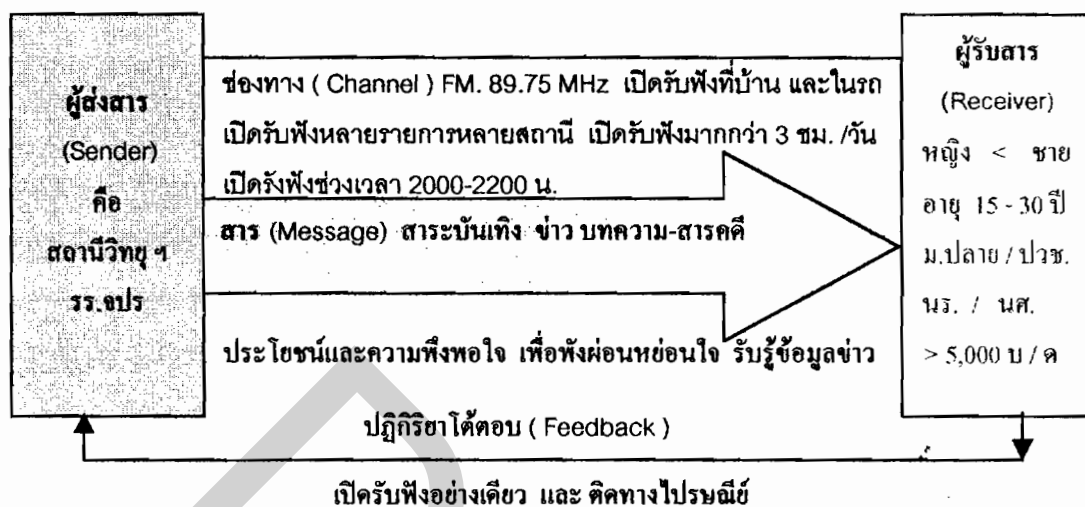 ผู้ส่งสาร
(Sender)
คือ
สถานีวิทยุ ฯ
รร.จปร
ช่องทาง ( Channel ) FM. 89.75 MHz เปิดรับฟังที่บ้าน และในรถ
เปิดรับฟังหลายรายการหลายสถานี เปิดรับฟังมากกว่า 3 ชม. /วัน
เปิดรังฟังช่วงเวลา 2000-2200 น.
สาร (Message) สาระบันเทิง ข่าว บทความ-สารคดี
ประโยชน์และความพึงพอใจ เพื่อพังผ่อนหย่อนใจ รับรู้ข้อมูลข่าว
ผู้รับสาร
(Receiver)
หญิง < ชาย
อายุ 15 - 30 ปี
ม.ปลาย / ปวช.
นร. / นศ.
> 5,000 บ / ด
ปฏิกิริยาโต้ตอบ ( Feedback )
เปิดรับฟังอย่างเดียว และ ติดทางไปรษณีย์